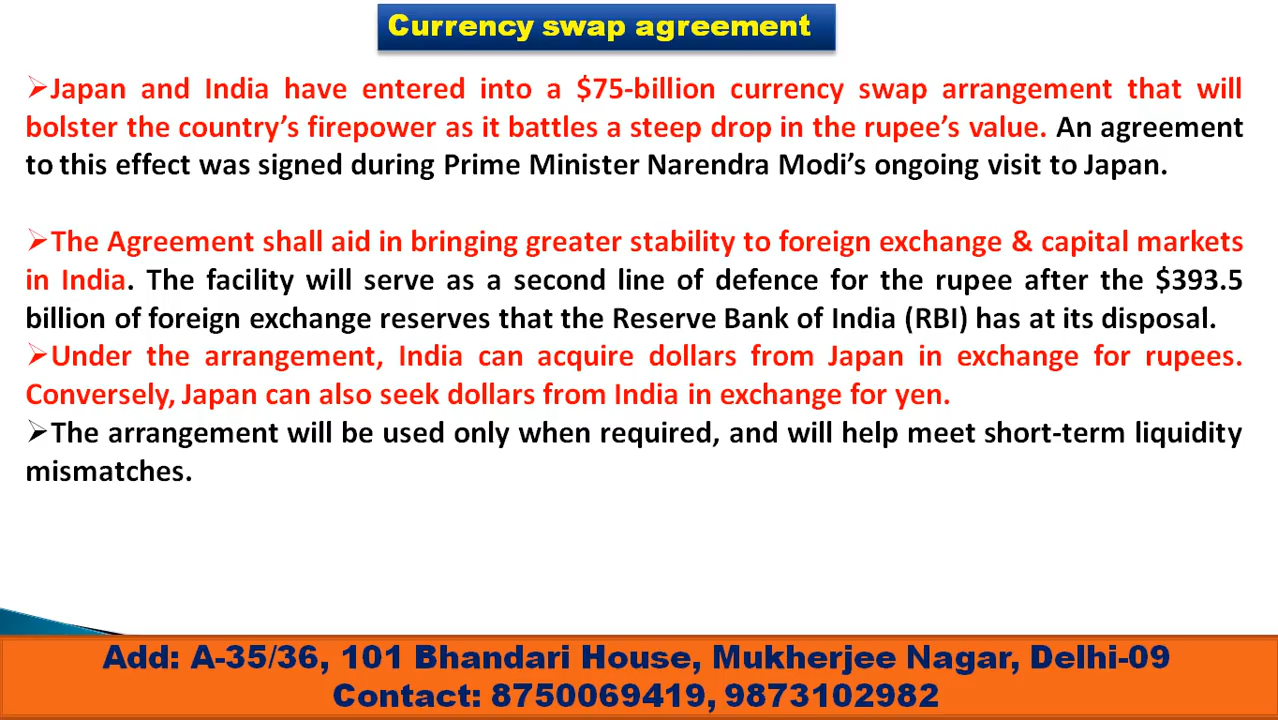 Currency swap agreement
➢Japan and India have entered into a $75-billion currency swap arrangement that will
bolster the country’s firepower as it battles a steep drop in the rupee’s value. An agreement
to this effect was signed during Prime Minister Narendra Modi’s ongoing visit to Japan.
➢The Agreement shall aid in bringing greater stability to foreign exchange & capital markets
in India. The facility will serve as a second line of defence for the rupee after the $393.5
billion of foreign exchange reserves that the Reserve Bank of India (RBI) has at its disposal.
➢Under the arrangement, India can acquire dollars from Japan in exchange for rupees.
Conversely, Japan can also seek dollars from India in exchange for yen.
➢The arrangement will be used only when required, and will help meet short-term liquidity
mismatches.
Add: A-35/36, 101 Bhandari House, Mukherjee Nagar, Delhi-09
Contact: 8750069419, 9873102982